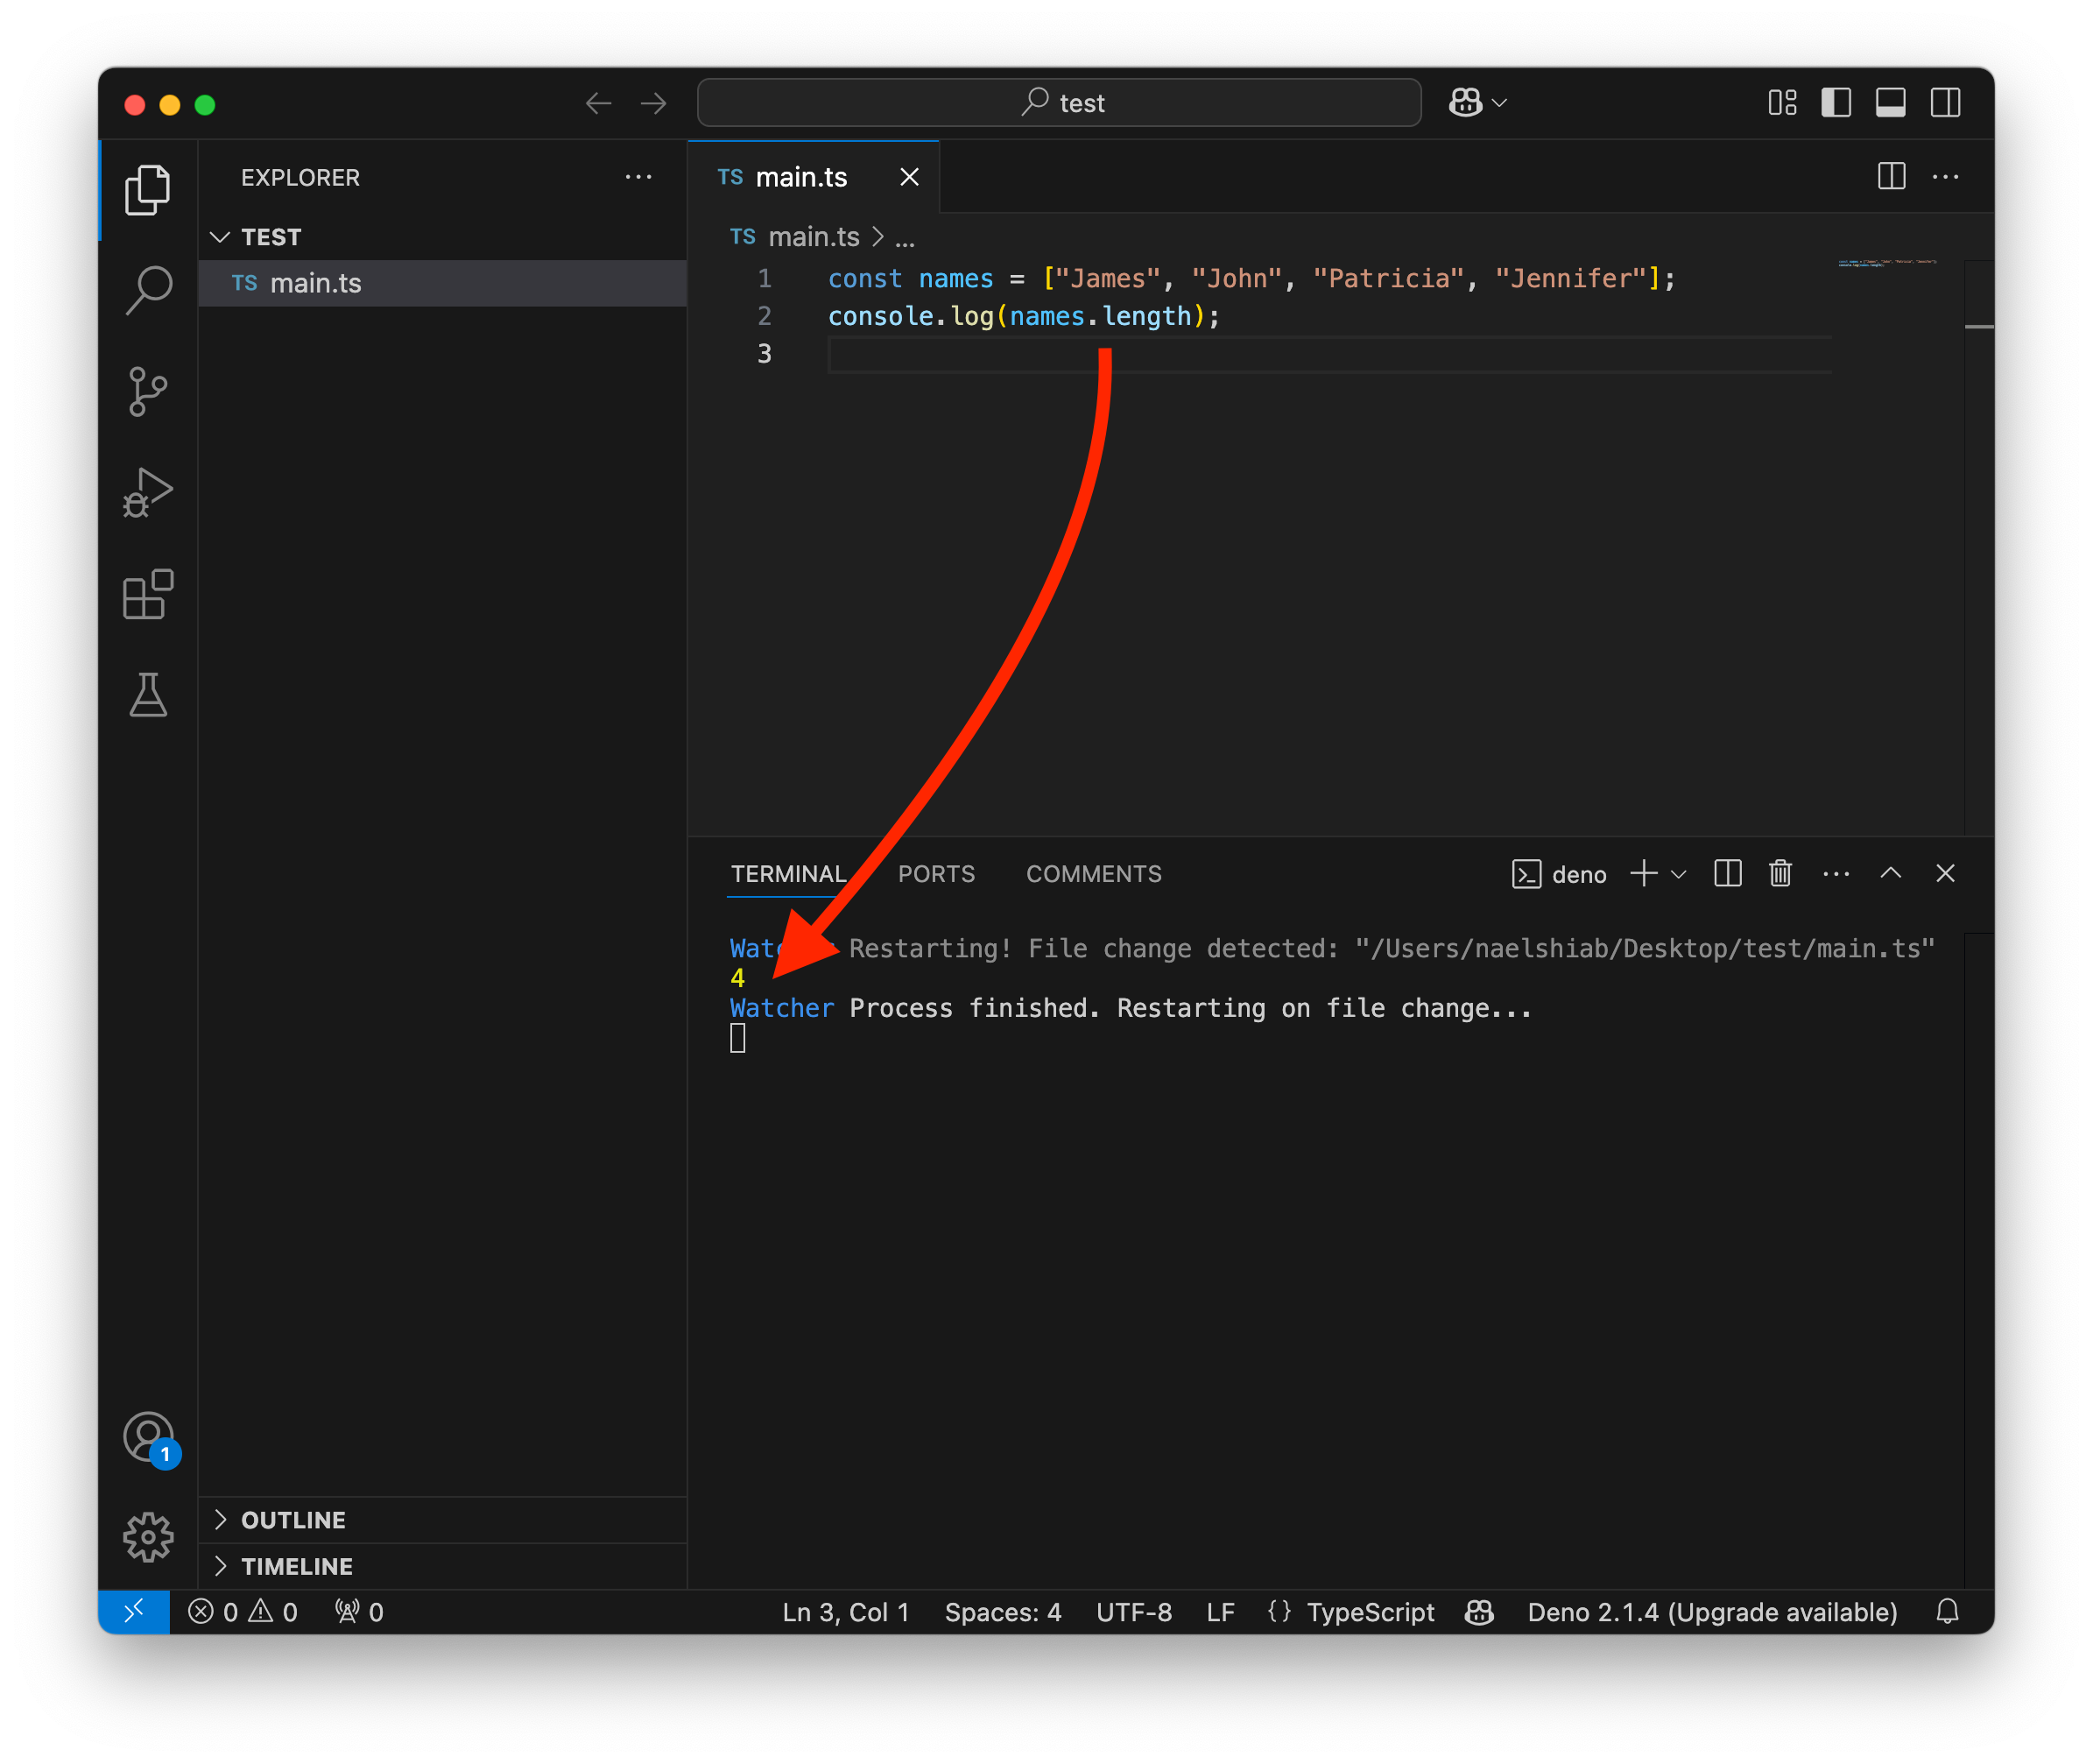 test
EXPLORER
TEST
TS main.ts
TS main.ts
TS main.ts > ...
1 const names = ["James", "John", "Patricia", "Jennifer"];
2 console.log(names.length);
3
TERMINAL PORTS COMMENTS
deno
Restarting! File change detected: "/Users/naelshiab/Desktop/test/main.ts"
4
Watcher Process finished. Restarting on file change...
1
OUTLINE
TIMELINE
0 0 0
Ln 3, Col 1 Spaces: 4 UTF-8 LF {} TypeScript Deno 2.1.4 (Upgrade available)